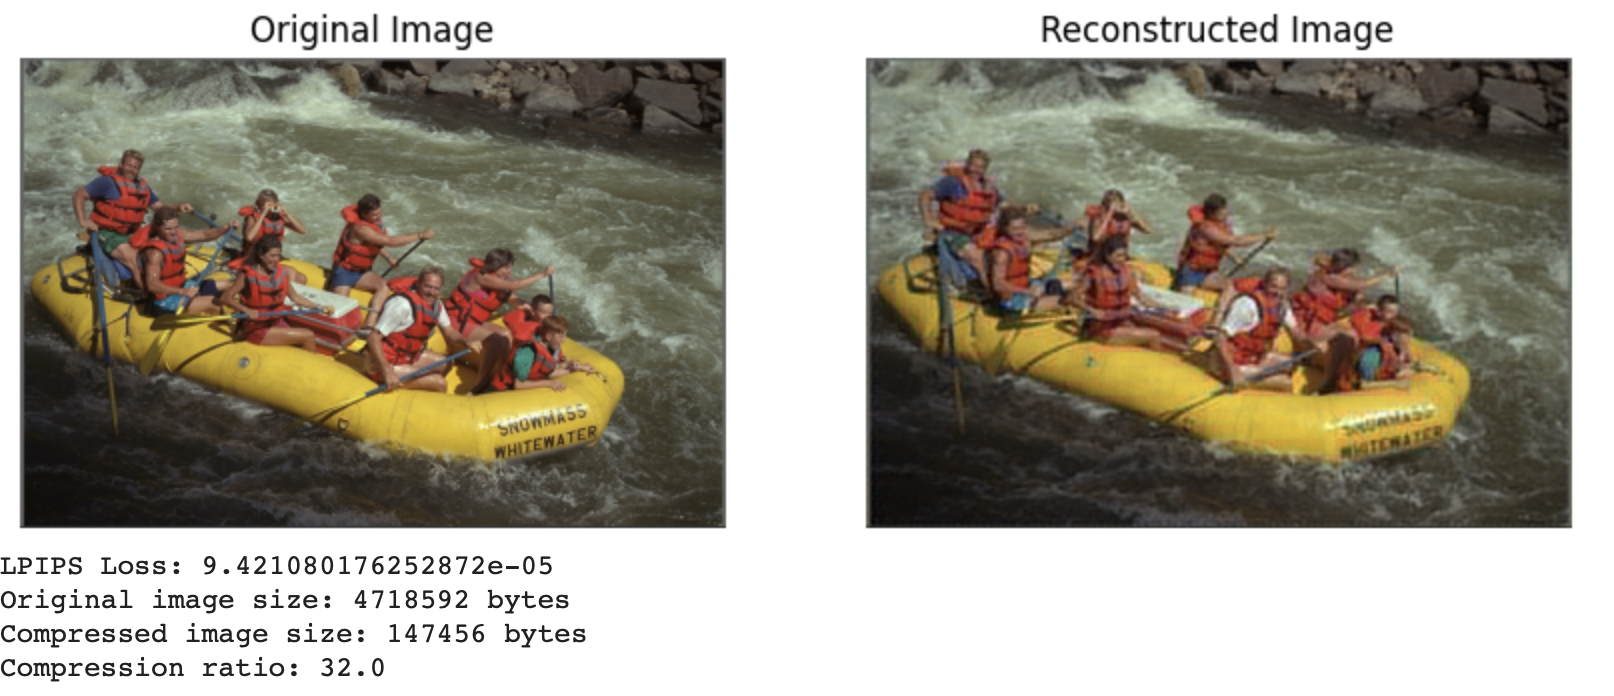 Original Image
Reconstructed Image
SNOWMASS
WHITEWATER
SNOWMASS
WHITEWATER
LPIPS Loss: 9.421080176252872e-05
Original image size: 4718592 bytes
Compressed image size: 147456 bytes
Compression ratio: 32.0